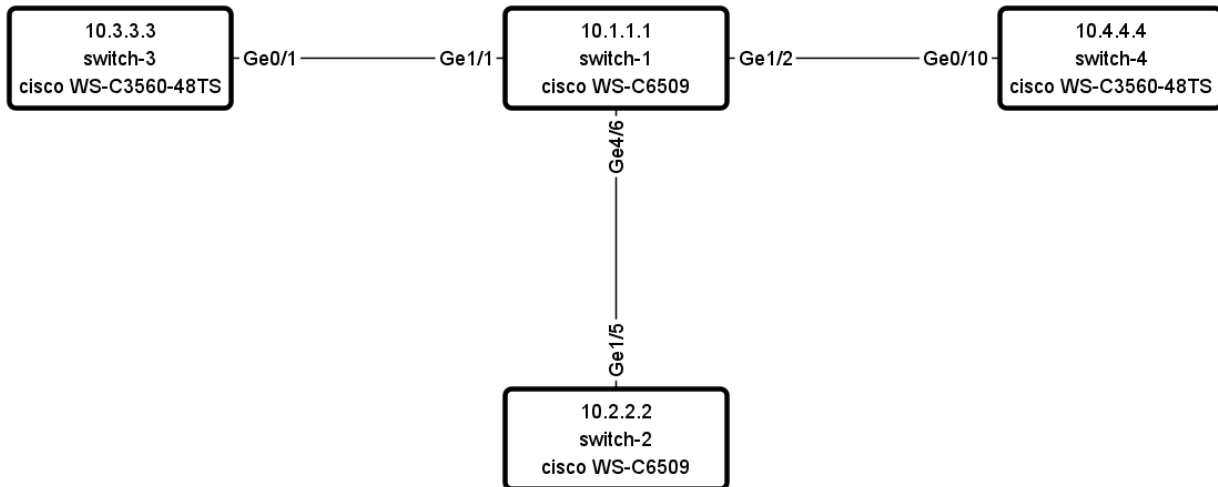 10.3.3.3
switch-3
cisco WS-C3560-48TS
Ge0/1
Ge1/1
10.1.1.1
switch-1
cisco WS-C6509
Ge1/2
Ge0/10
10.4.4.4
switch-4
cisco WS-C3560-48TS
Ge4/6
Ge1/5
10.2.2.2
switch-2
cisco WS-C6509